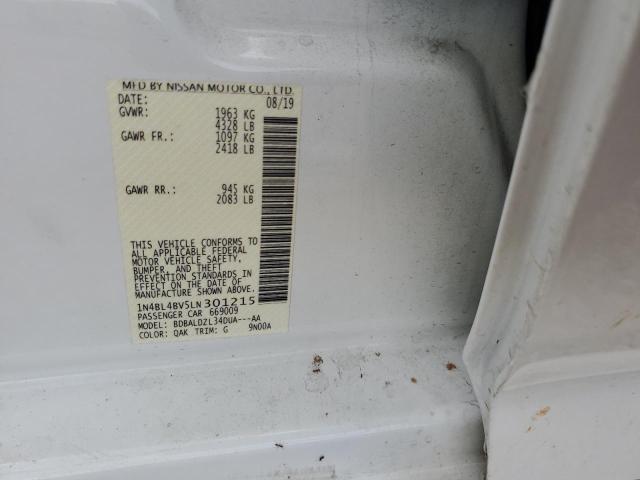 MFD BY NISSAN MOTOR CO., LTD.
DATE: 08/19
GVWR: 1963 KG
4328 LB
GAWR FR.: 1097 KG
2418 LB
GAWR RR.: 945 KG
2083 LB
THIS VEHICLE CONFORMS TO
ALL APPLICABLE FEDERAL
MOTOR VEHICLE SAFETY,
BUMPER, AND THEFT
PREVENTION STANDARDS IN
EFFECT ON THE DATE OF
MANUFACTURE SHOWN ABOVE.
1N4BL4BV5LN301215
PASSENGER CAR 669009
MODEL: BDBALDZL34DUA---AA
COLOR: QAK TRIM: G 9N00A